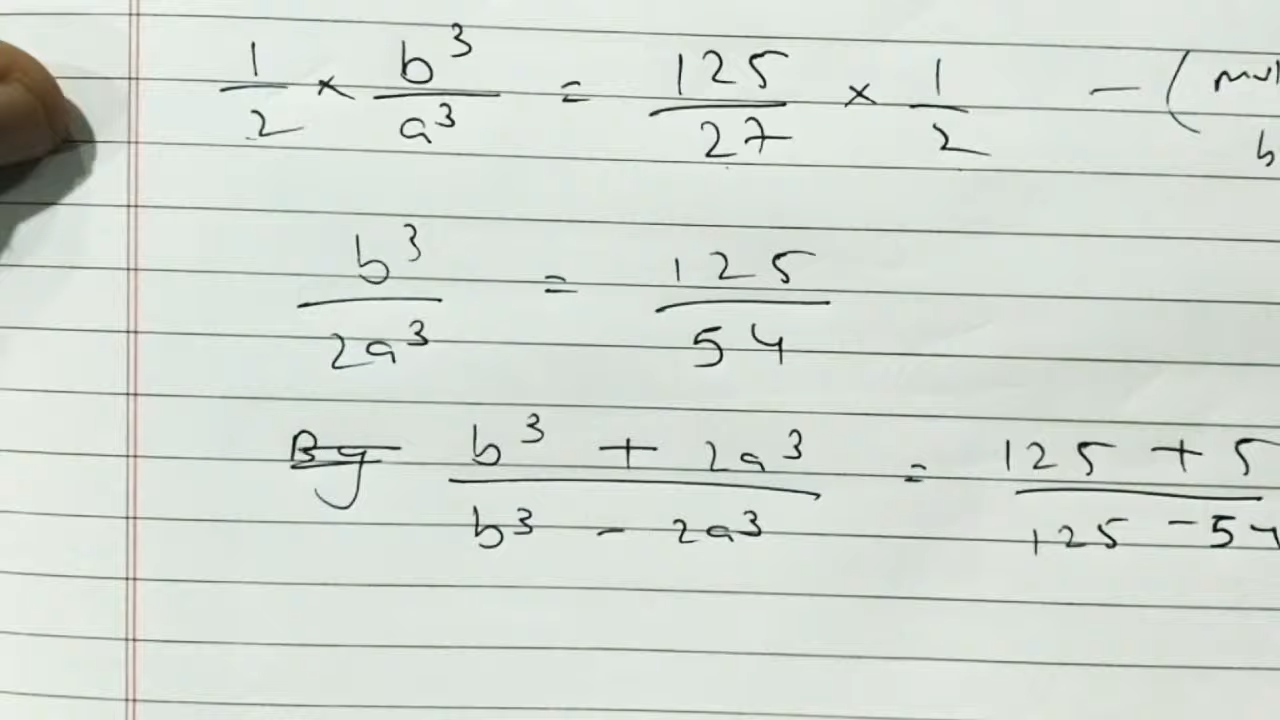 1/2 × b³/a³ = 125/27 × 1/2 — (
b³/2a³ = 125/54
By (b³ + 2a³)/(b³ - 2a³) = (125 + 5)/(125 - 54)